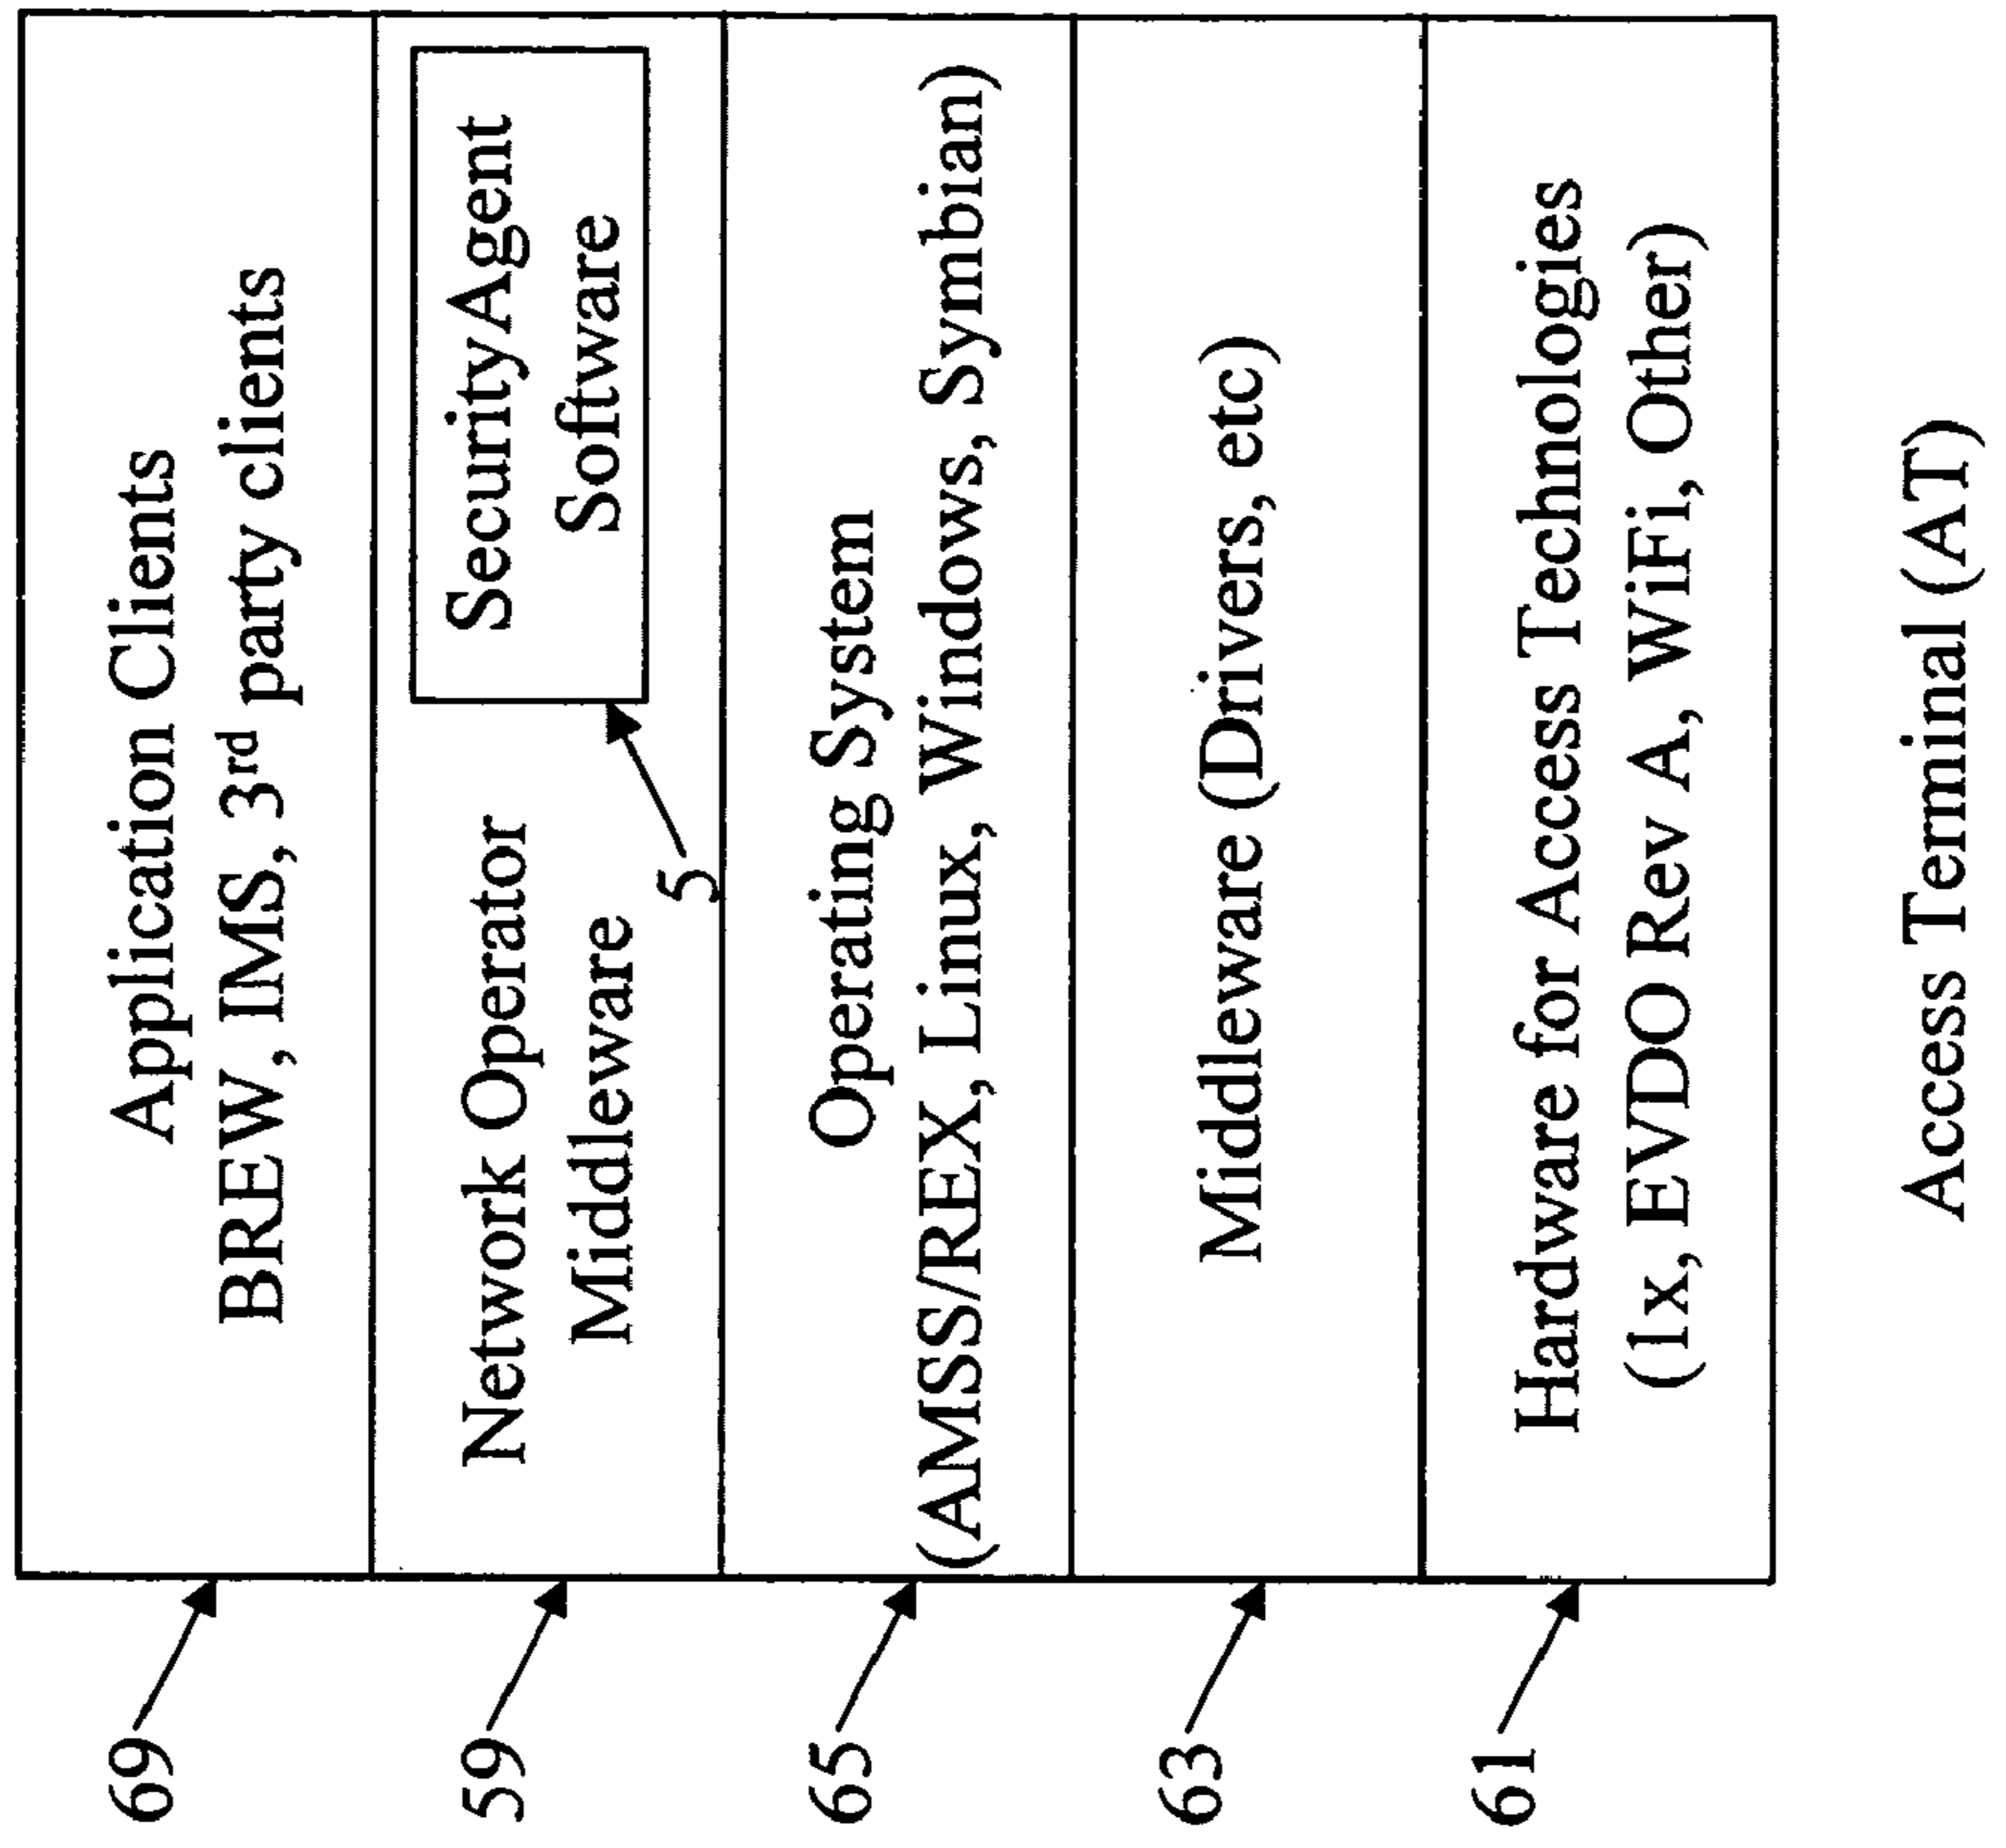 69
Application Clients
BREW, IMS, 3rd party clients
59
Network Operator
Middleware
SecurityAgent
Software
5
65
Operating System
(AMSS/REX, Linux, Windows, Symbian)
63
Middleware (Drivers, etc)
61
Hardware for Access Technologies
(1x, EVDO Rev A, WiFi, Other)
Access Terminal (AT)